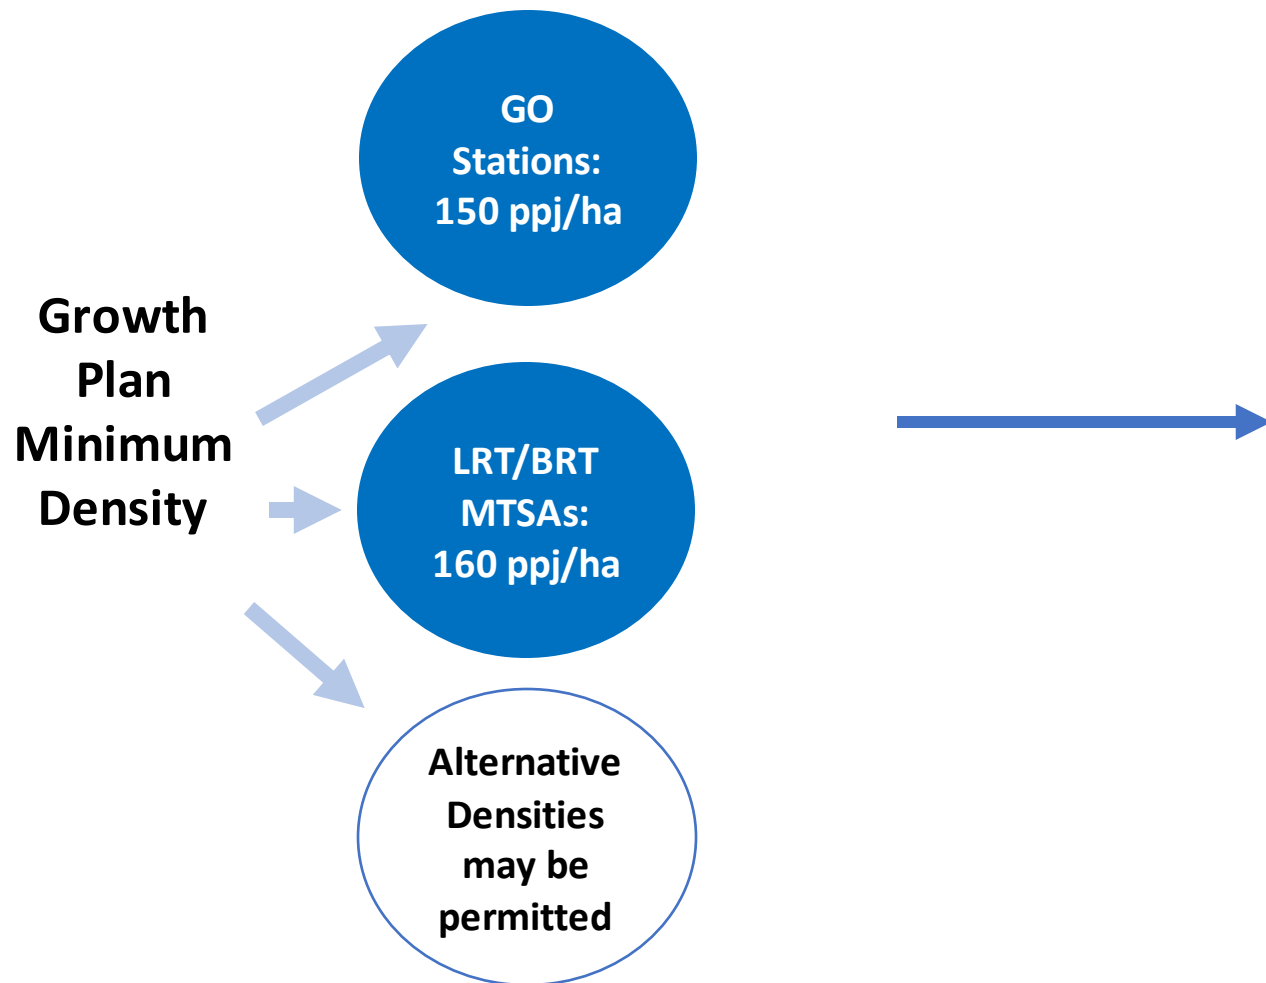 Growth
Plan
Minimum
Density
GO
Stations:
150 ppj/ha
LRT/BRT
MTSAs:
160 ppj/ha
Alternative
Densities
may be
permitted